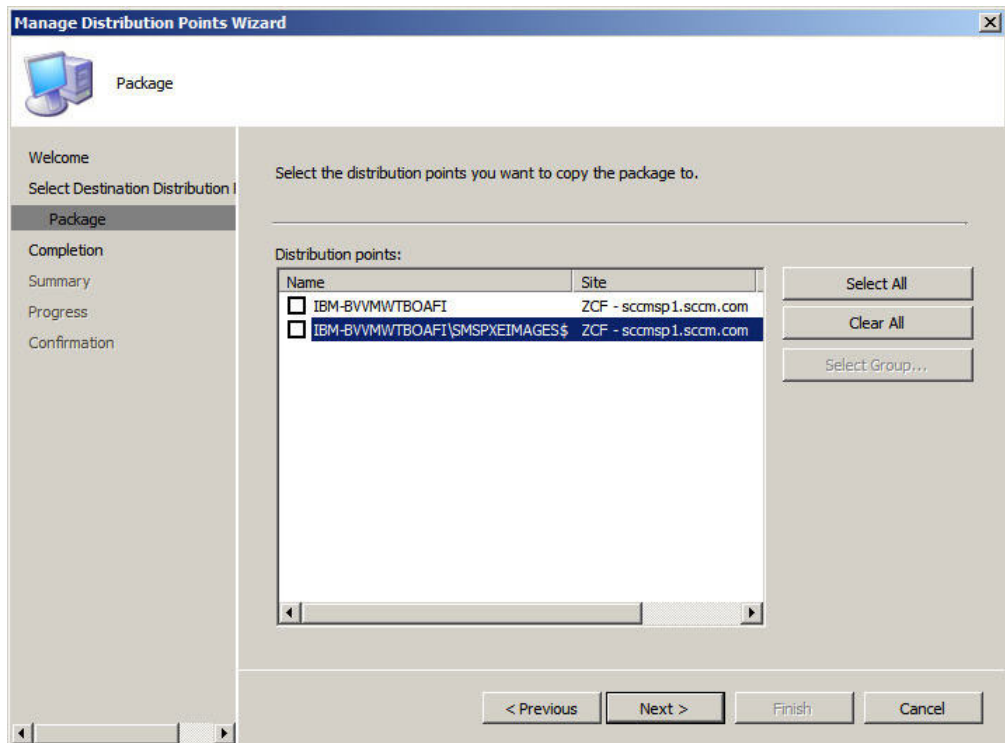 Manage Distribution Points Wizard
Package
Welcome
Select Destination Distribution
Package
Completion
Summary
Progress
Confirmation
Select the distribution points you want to copy the package to.
Distribution points:
Name Site
IBM-BVVMWTBOAFI ZCF - sccmsp1.sccm.com
IBM-BVVMWTBOAFI\SMSPXEIMAGES$ ZCF - sccmsp1.sccm.com
Select All
Clear All
Select Group...
< Previous Next > Finish Cancel